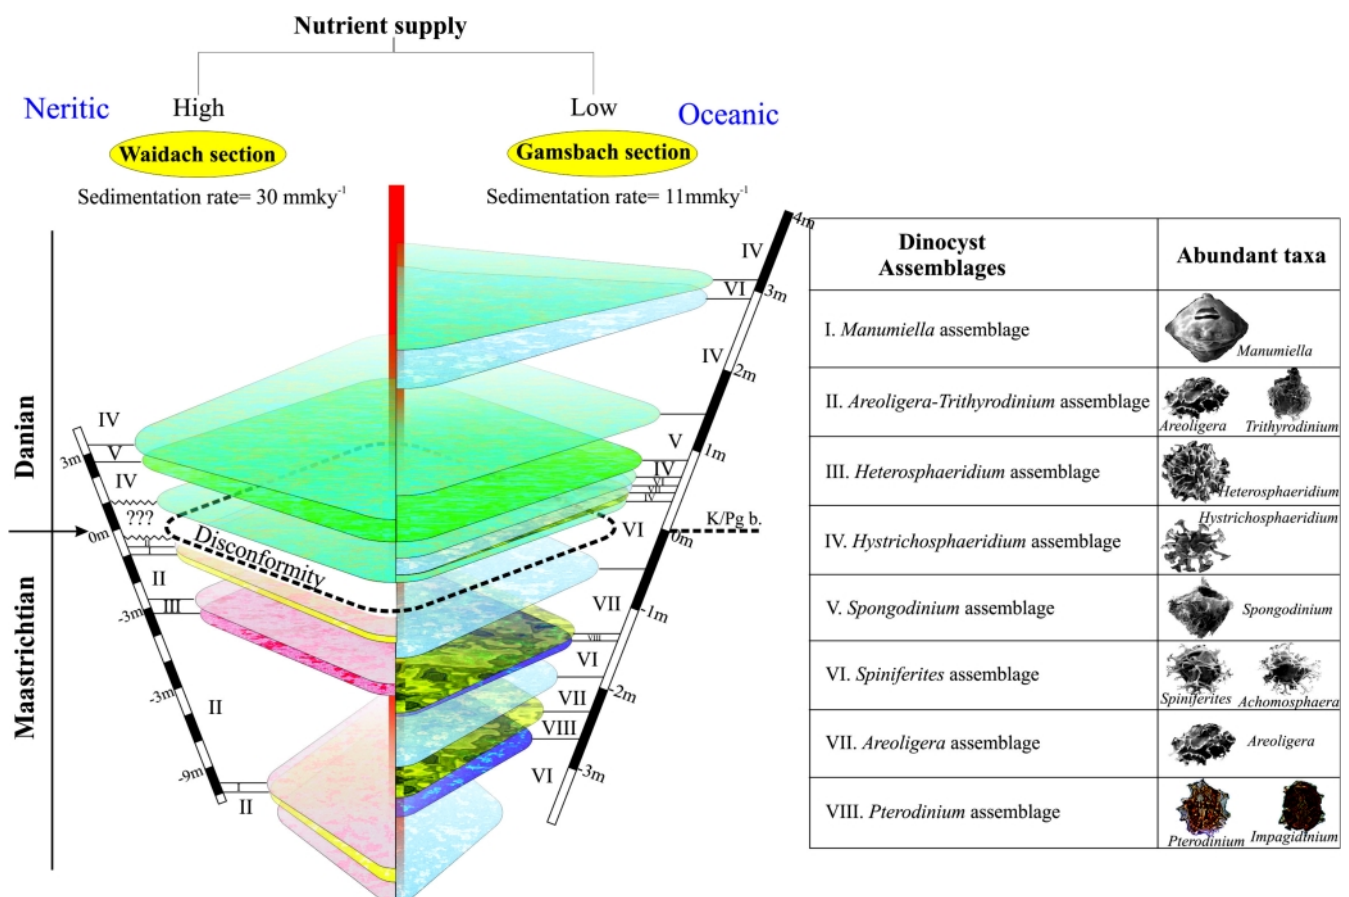 Nutrient supply
Neritic
High
Low
Oceanic
Waidach section
Gamsbach section
Sedimentation rate= 30 mmky⁻¹
Sedimentation rate= 11mmky⁻¹
Danian
Maastrichtian
IV
V
IV
???
II
III
II
II
3m
0m
-3m
-3m
-9m
Disconformity
IV
VI
IV
V
IV
VI
VII
IV
VI
VII
VIII
VI
VII
VIII
VI
4m
3m
2m
1m
0m
-1m
-2m
-3m
K/Pg b.
Dinocyst
Assemblages
Abundant taxa
I. Manumiella assemblage
Manumiella
II. Areoligera-Trithyrodinium assemblage
Areoligera Trithyrodinium
III. Heterosphaeridium assemblage
Heterosphaeridium
IV. Hystrichosphaeridium assemblage
Hystrichosphaeridium
V. Spongodinium assemblage
Spongodinium
VI. Spiniferites assemblage
Spiniferites Achomosphaera
VII. Areoligera assemblage
Areoligera
VIII. Pterodinium assemblage
Pterodinium Impagidinium